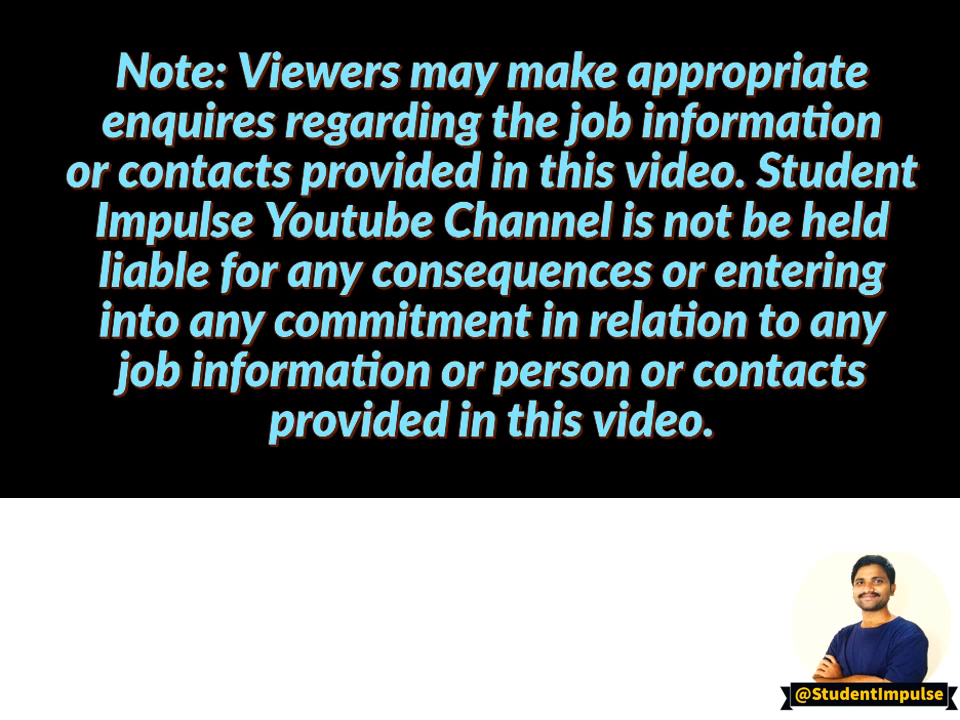 Note: Viewers may make appropriate
enquires regarding the job information
or contacts provided in this video. Student
Impulse Youtube Channel is not be held
liable for any consequences or entering
into any commitment in relation to any
job information or person or contacts
provided in this video.
@StudentImpulse